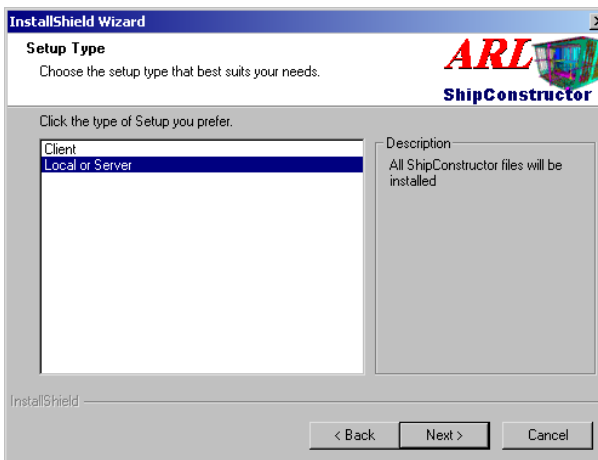 InstallShield Wizard
Setup Type
Choose the setup type that best suits your needs.
ARL
ShipConstructor
Click the type of Setup you prefer.
Client
Local or Server
Description
All ShipConstructor files will be
installed
InstallShield
< Back
Next >
Cancel